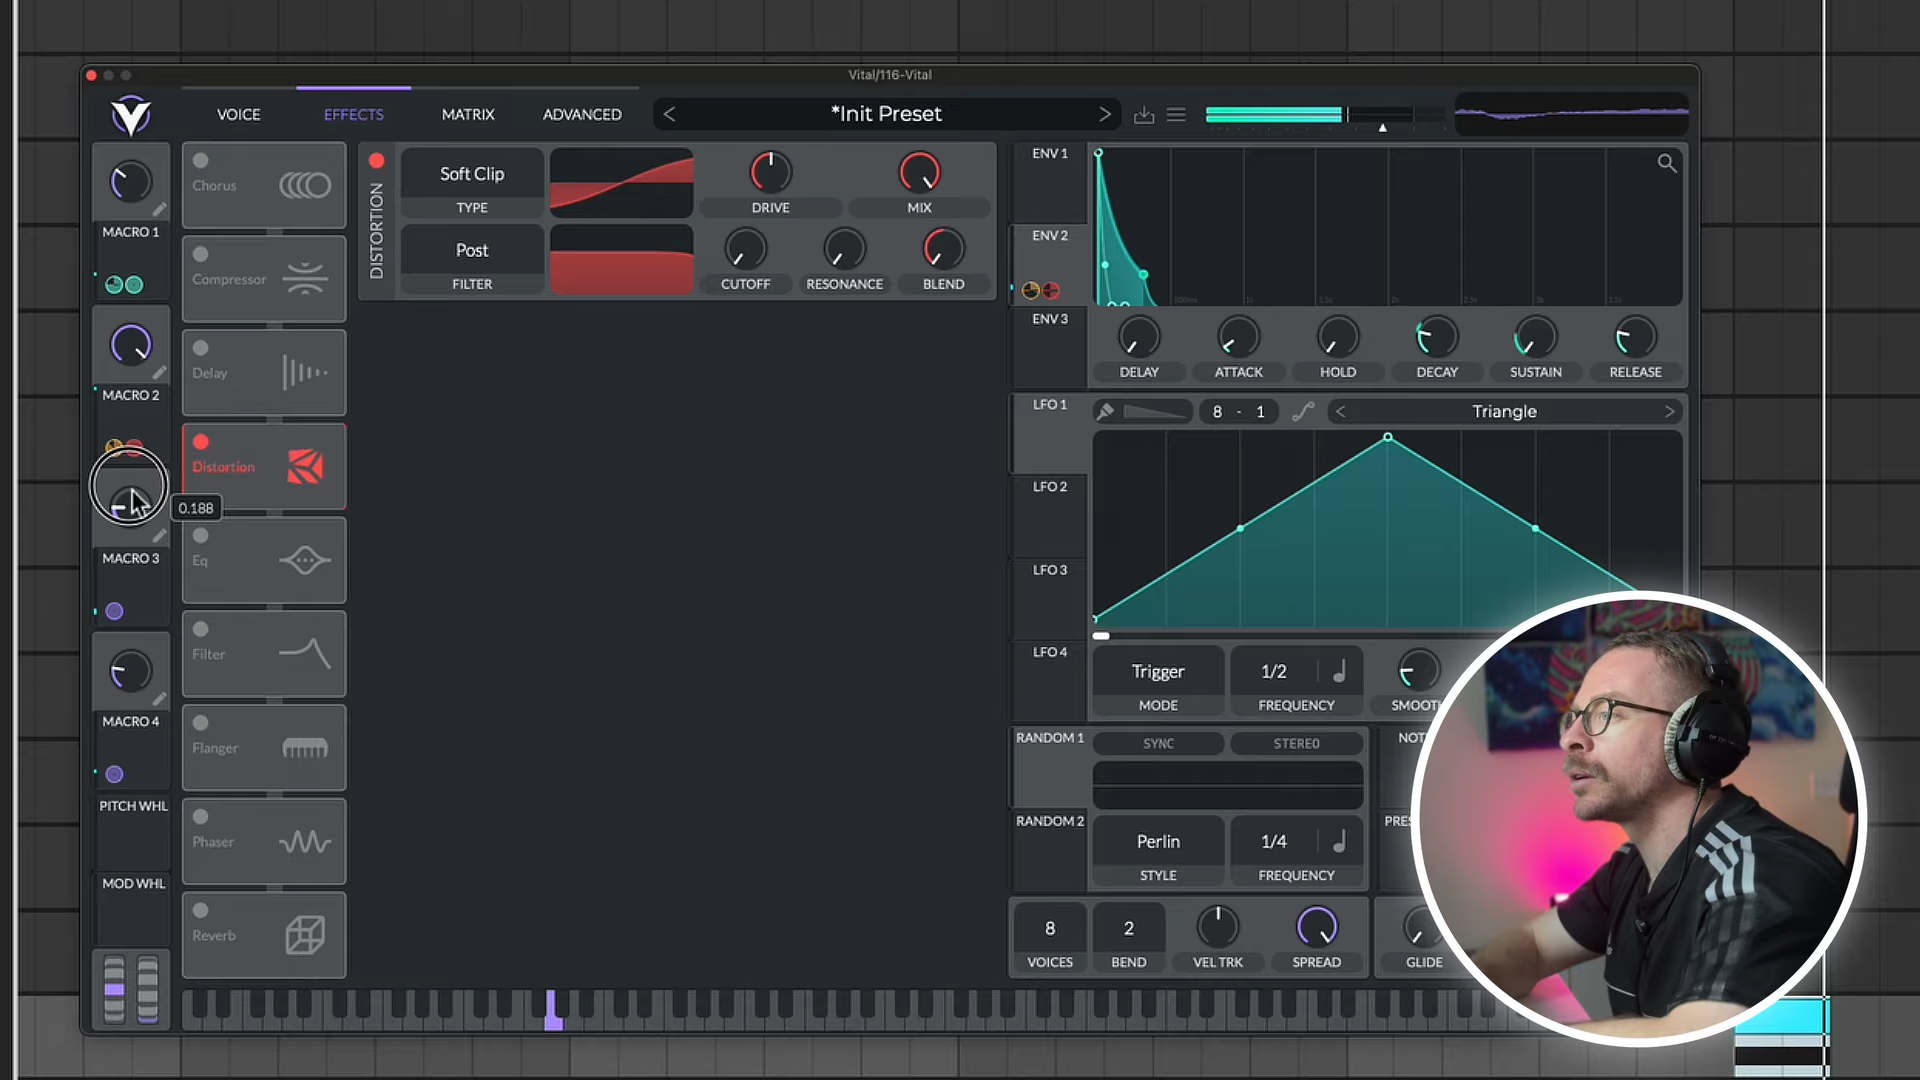 Vital/116-Vital
VOICE
EFFECTS
MATRIX
ADVANCED
<
*Init Preset
>
MACRO 1
MACRO 2
0.188
MACRO 3
MACRO 4
PITCH WHL
MOD WHL
Chorus
Compressor
Delay
Distortion
Eq
Filter
Flanger
Phaser
Reverb
DISTORTION
Soft Clip
TYPE
DRIVE
MIX
Post
FILTER
CUTOFF
RESONANCE
BLEND
ENV 1
ENV 2
ENV 3
DELAY
ATTACK
HOLD
DECAY
SUSTAIN
RELEASE
LFO 1
8 - 1
<
Triangle
>
LFO 2
LFO 3
LFO 4
Trigger
MODE
1/2
FREQUENCY
SMOOT
RANDOM 1
SYNC
STEREO
NOT
RANDOM 2
Perlin
STYLE
1/4
FREQUENCY
PRES
8
VOICES
2
BEND
VEL TRK
SPREAD
GLIDE